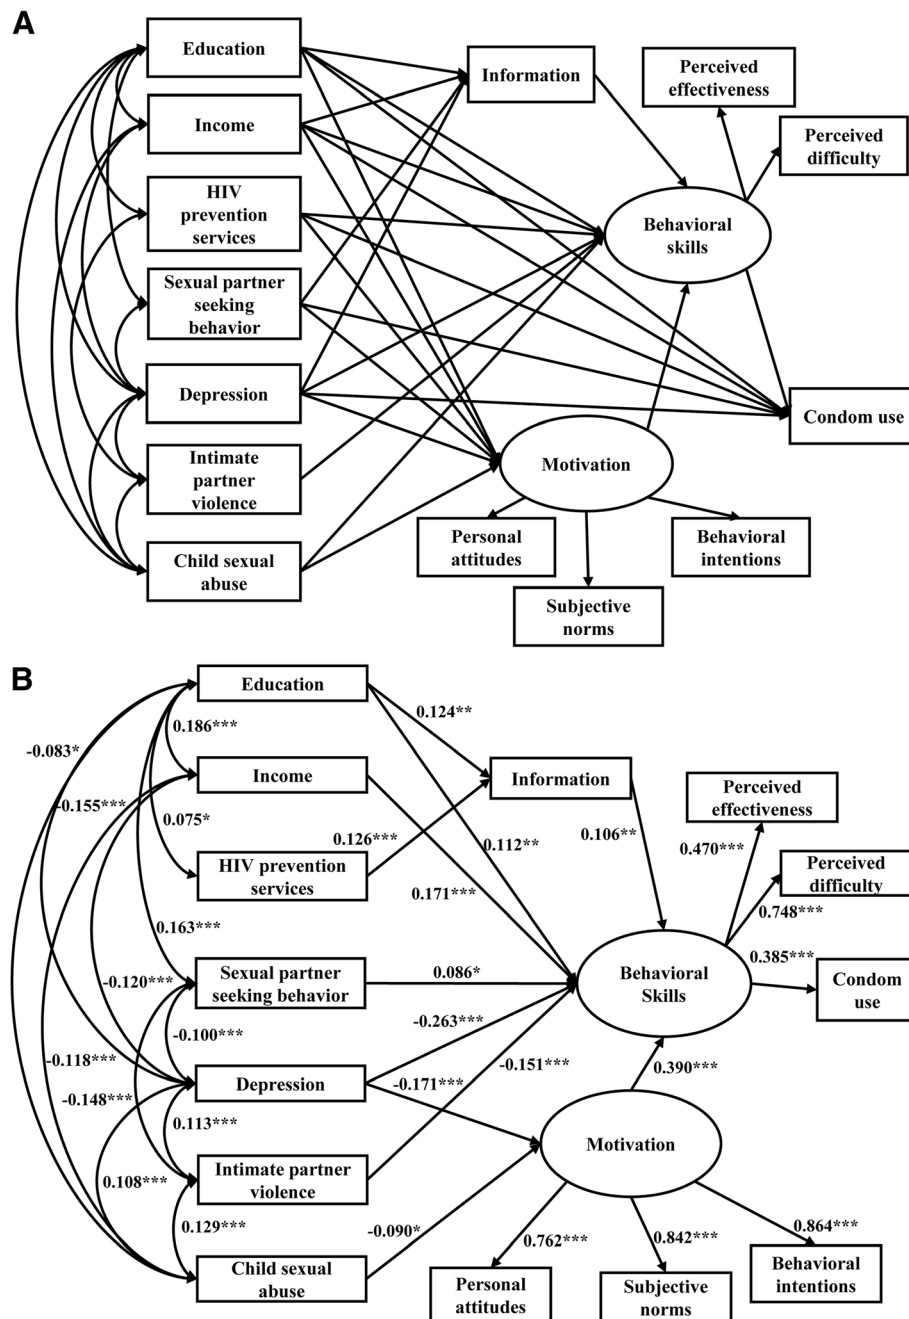 A
Education
Income
HIV
prevention
services
Sexual partner
seeking
behavior
Depression
Intimate
partner
violence
Child sexual
abuse
Information
Perceived
effectiveness
Perceived
difficulty
Behavioral
skills
Condom use
Motivation
Personal
attitudes
Behavioral
intentions
Subjective
norms
B
Education
0.186***
0.124**
-0.083*
Income
Information
Perceived
effectiveness
-0.155***
0.075*
0.126***
0.112**
0.106**
0.470***
HIV prevention
services
Perceived
difficulty
0.171***
0.748***
0.163***
Sexual partner
seeking behavior
0.086*
Behavioral
Skills
0.385***
Condom
use
-0.120***
-0.100***
-0.263***
-0.118***
-0.151***
0.390***
Depression
-0.171***
-0.148***
0.113***
Motivation
Intimate partner
violence
0.108***
0.129***
-0.090*
0.762***
0.842***
0.864***
Child sexual
abuse
Personal
attitudes
Subjective
norms
Behavioral
intentions